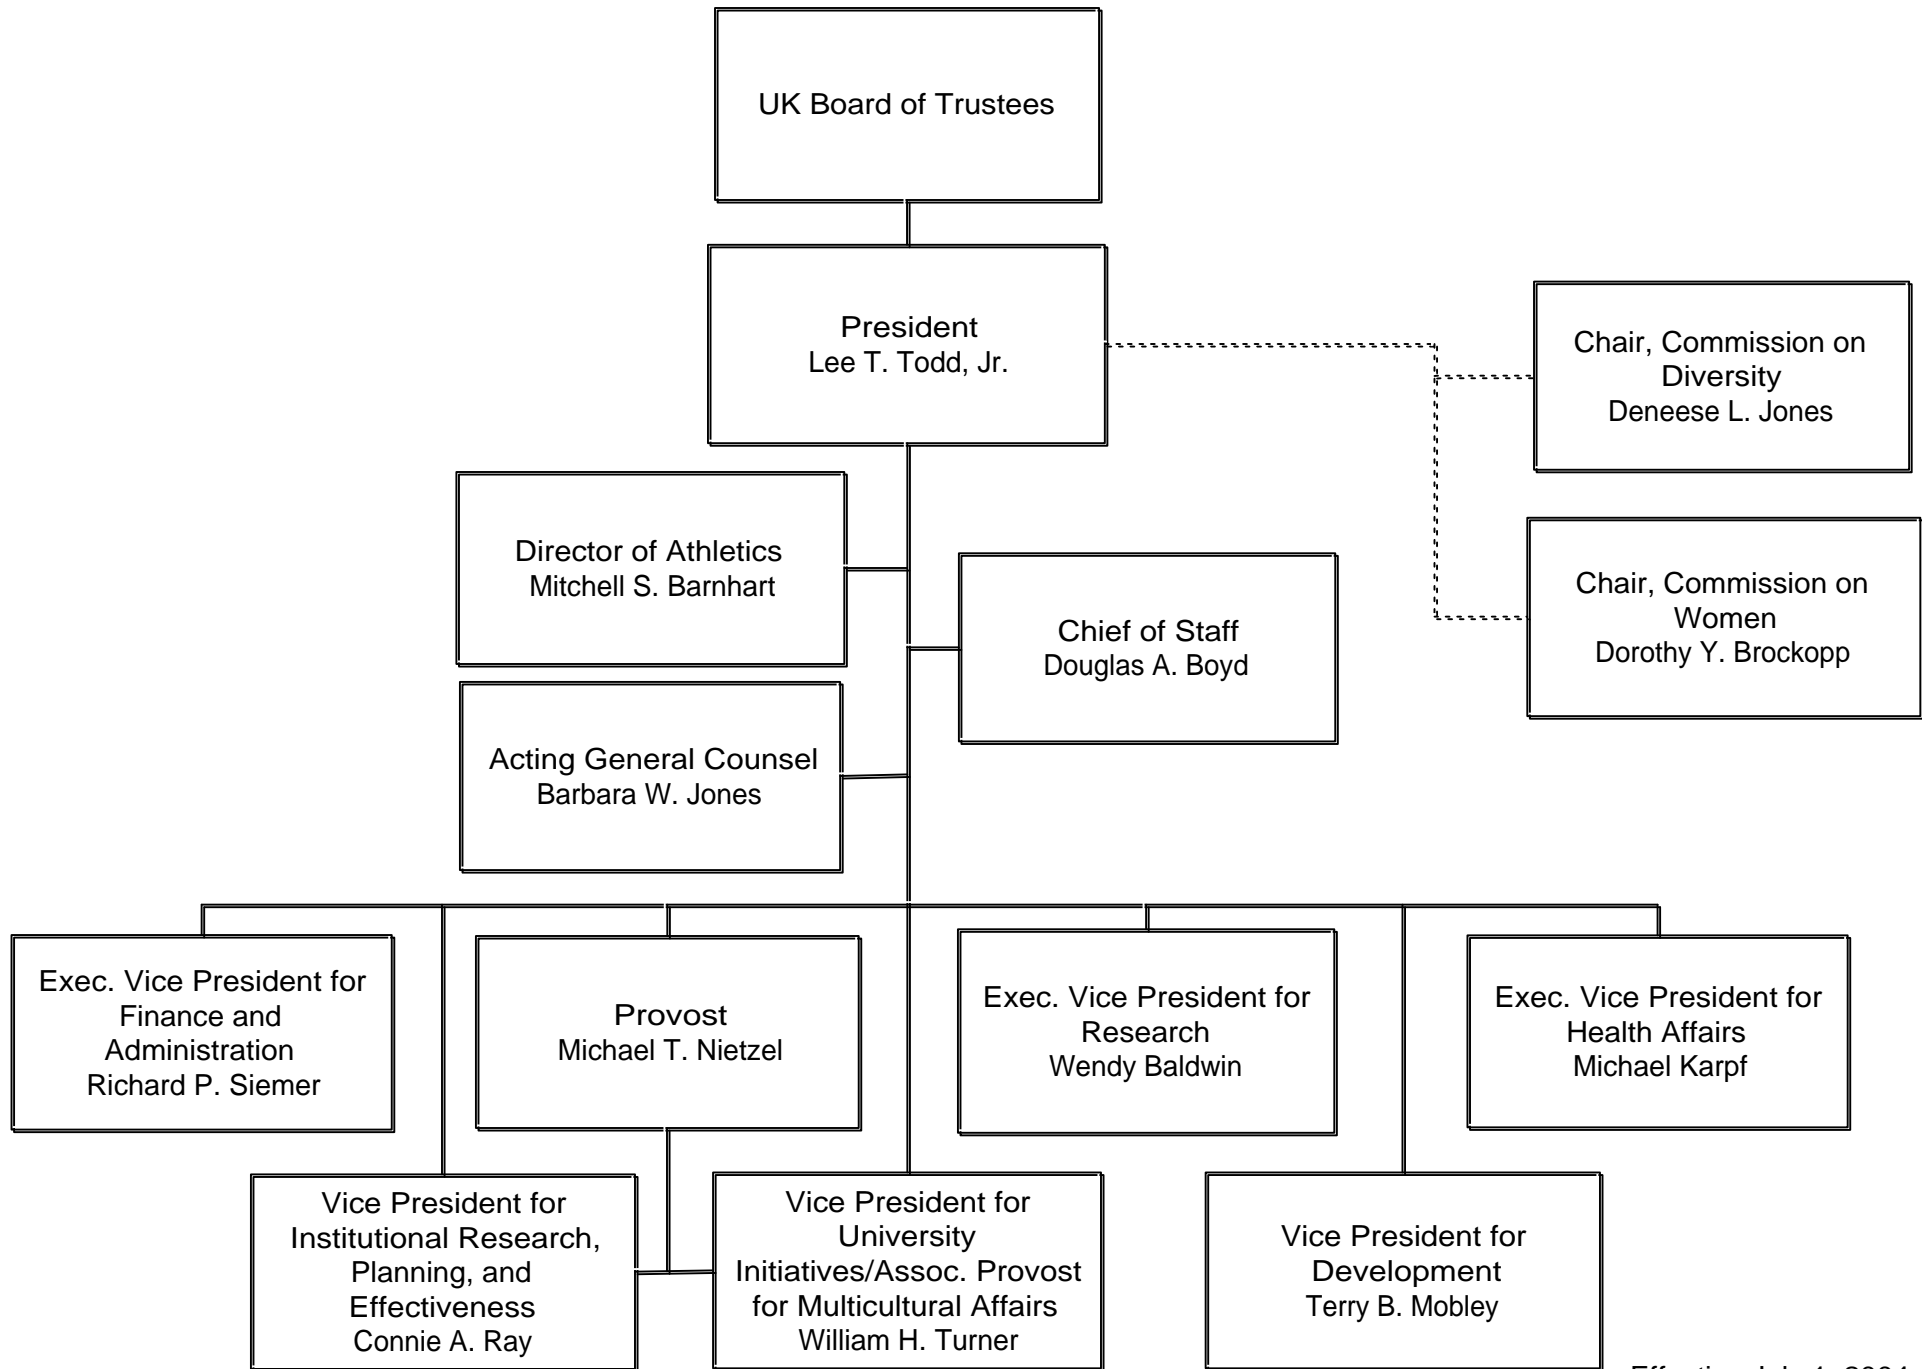 UK Board of Trustees
President
Lee T. Todd, Jr.
Chair, Commission on
Diversity
Deneese L. Jones
Director of Athletics
Mitchell S. Barnhart
Chair, Commission on
Women
Dorothy Y. Brockopp
Chief of Staff
Douglas A. Boyd
Acting General Counsel
Barbara W. Jones
Exec. Vice President for
Finance and
Administration
Richard P. Siemer
Provost
Michael T. Nietzel
Exec. Vice President for
Research
Wendy Baldwin
Exec. Vice President for
Health Affairs
Michael Karpf
Vice President for
Institutional Research,
Planning, and
Effectiveness
Connie A. Ray
Vice President for
University
Initiatives/Assoc. Provost
for Multicultural Affairs
William H. Turner
Vice President for
Development
Terry B. Mobley